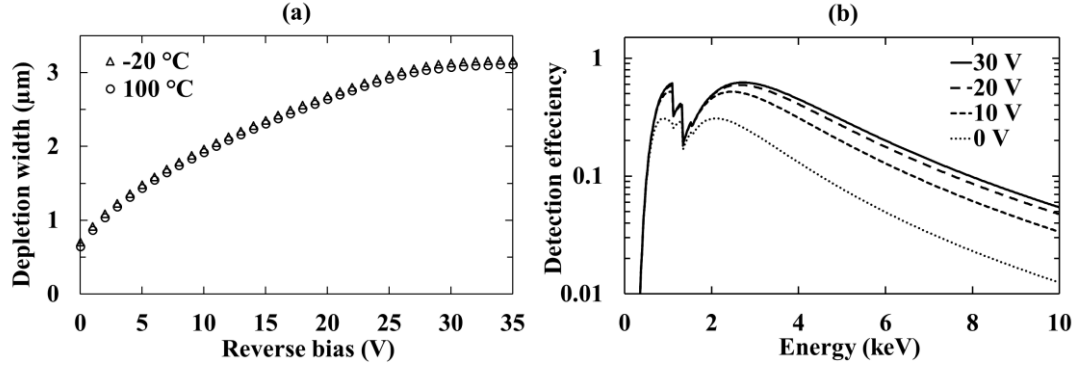 (a)
3
2
1
0
0 5 10 15 20 25 30 35
Depletion width (μm)
Reverse bias (V)
-20 °C
100 °C
(b)
1
0.1
0.01
0 2 4 6 8 10
Detection effeciency
Energy (keV)
30 V
20 V
10 V
0 V